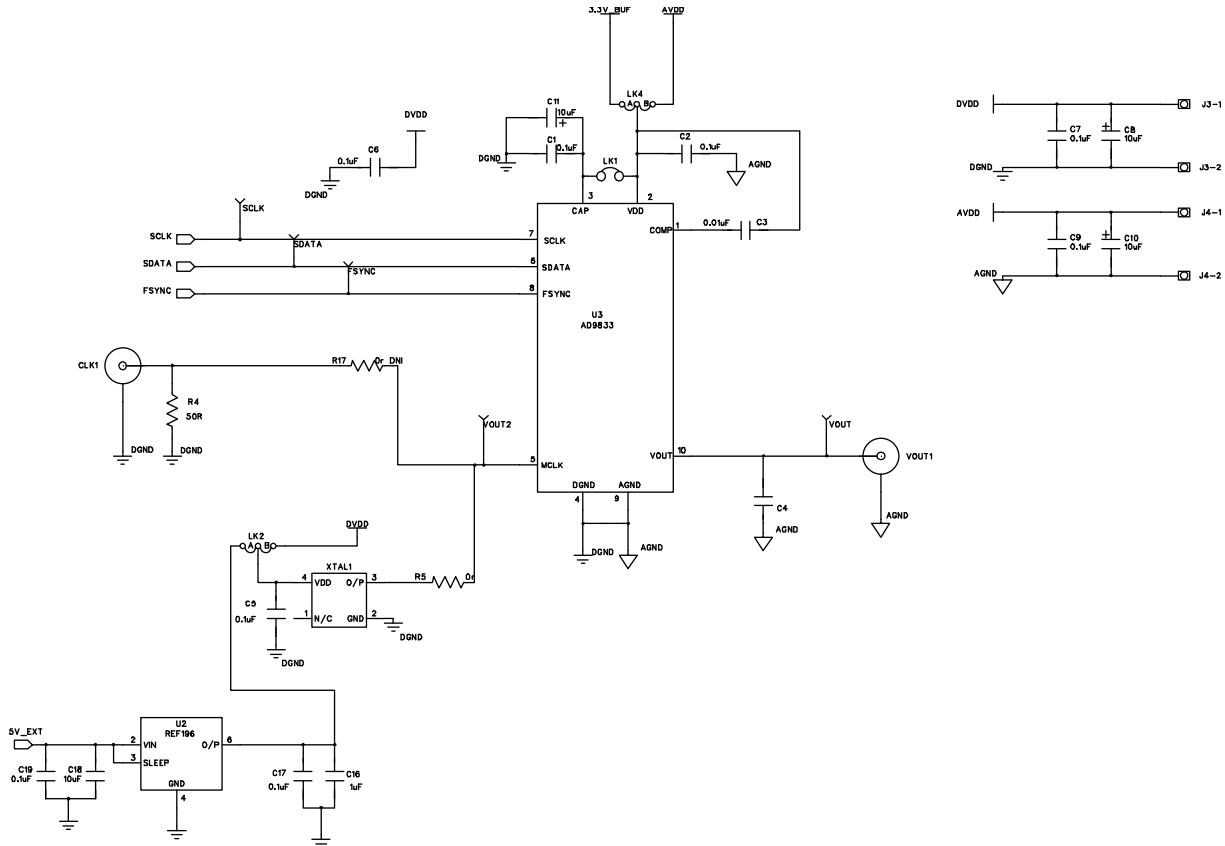 3.3V_BUF
AVDD
LK4
A B
C11
10uF
+
C1
0.1uF
DGND
LK1
C2
0.1uF
AGND
DVDD
C6
0.1uF
DGND
3
CAP
2
VDD
COMP
1
0.01uF
C3
SCLK
SCLK
7
SCLK
SDATA
SDATA
6
SDATA
FSYNC
FSYNC
8
FSYNC
U3
AD9833
DVDD
C7
0.1uF
+
C8
10uF
J3-1
DGND
J3-2
AVDD
C9
0.1uF
+
C10
10uF
J4-1
AGND
J4-2
CLK1
R17
0r DNI
R4
50R
DGND
DGND
VOUT2
5
MCLK
VOUT
10
VOUT
VOUT1
C4
AGND
AGND
DGND
4
AGND
9
DGND
AGND
LK2
A B
DVDD
XTAL1
4
VDD
O/P
3
R5
0r
1
N/C
GND
2
C5
0.1uF
DGND
DGND
5V_EXT
U2
REF196
2
VIN
O/P
6
3
SLEEP
GND
4
C19
0.1uF
C18
10uF
C17
0.1uF
C16
1uF